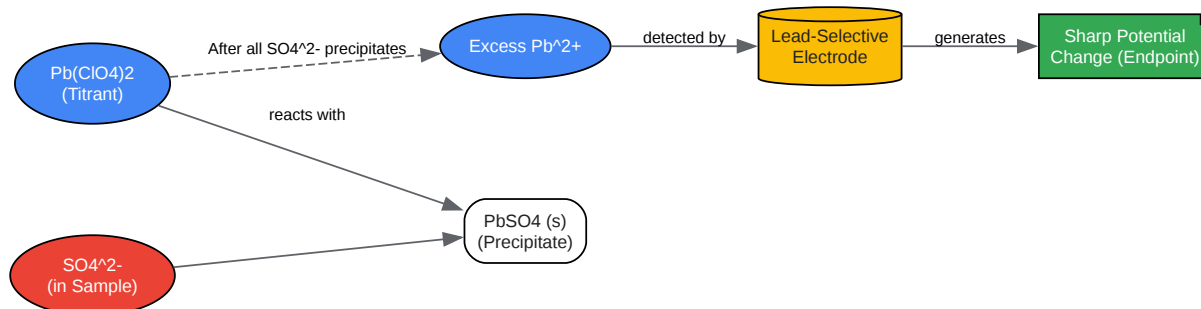 Pb(ClO4)2
(Titrant)
After all SO4^2- precipitates
Excess Pb^2+
detected by
Lead-Selective
Electrode
generates
Sharp Potential
Change (Endpoint)
reacts with
PbSO4 (s)
(Precipitate)
SO4^2-
(in Sample)